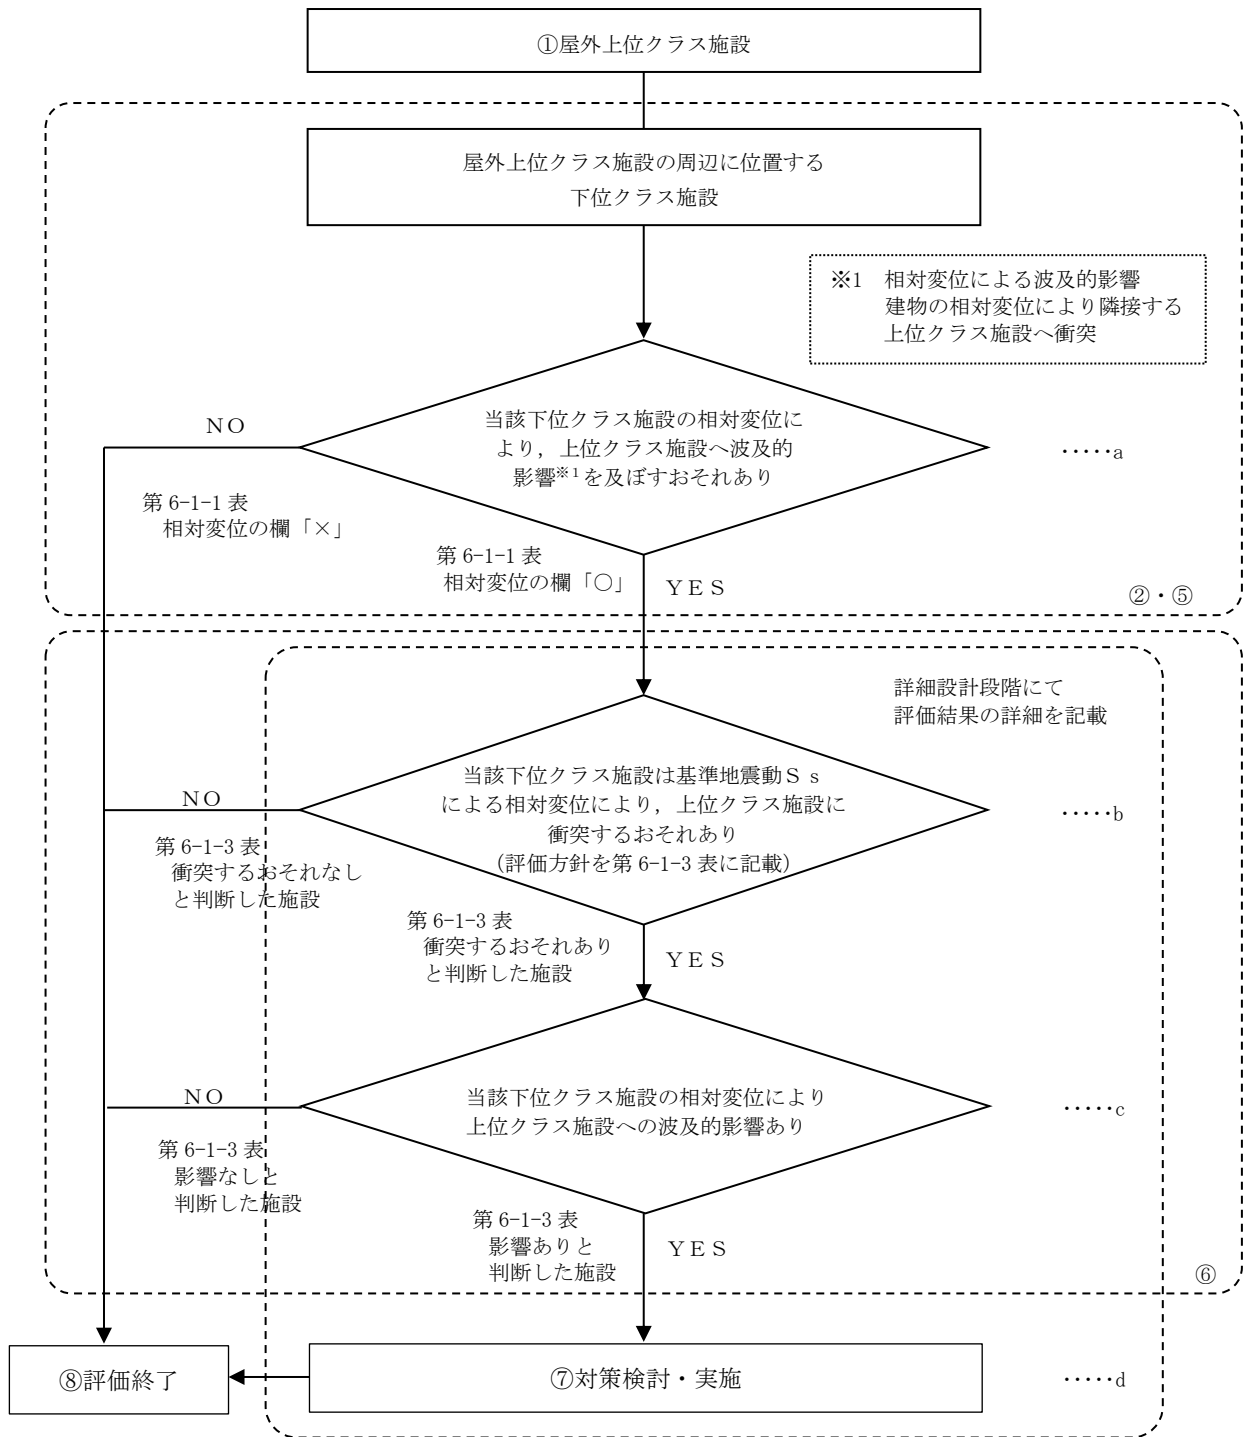 ①屋外上位クラス施設
屋外上位クラス施設の周辺に位置する
下位クラス施設
※1　相対変位による波及的影響
建物の相対変位により隣接する
上位クラス施設へ衝突
当該下位クラス施設の相対変位に
より，上位クラス施設へ波及的
影響※1を及ぼすおそれあり
‥‥‥a
ＮＯ
第 6-1-1 表
相対変位の欄「×」
第 6-1-1 表
相対変位の欄「○」
ＹＥＳ
②・⑤
詳細設計段階にて
評価結果の詳細を記載
当該下位クラス施設は基準地震動Ｓｓ
による相対変位により，上位クラス施設に
衝突するおそれあり
（評価方針を第 6-1-3 表に記載）
‥‥‥b
ＮＯ
第 6-1-3 表
衝突するおそれなし
と判断した施設
第 6-1-3 表
衝突するおそれあり
と判断した施設
ＹＥＳ
当該下位クラス施設の相対変位により
上位クラス施設への波及的影響あり
‥‥‥c
ＮＯ
第 6-1-3 表
影響なしと
判断した施設
第 6-1-3 表
影響ありと
判断した施設
ＹＥＳ
⑥
⑧評価終了
⑦対策検討・実施
‥‥‥d